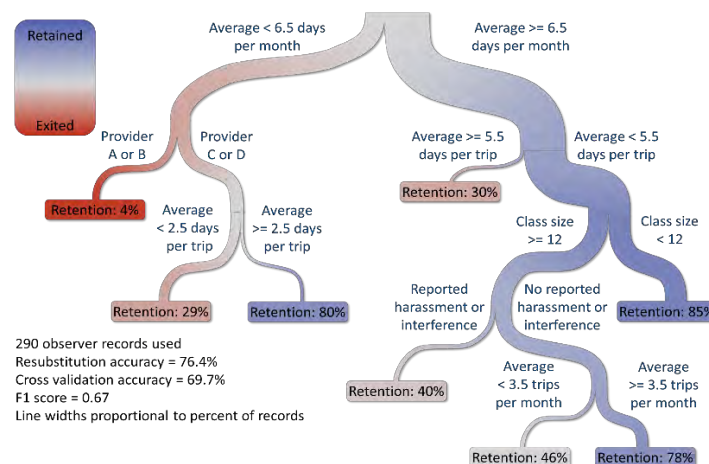 Retained
Exited
Average < 6.5 days
per month
Average >= 6.5
days per month
Provider
A or B
Provider
C or D
Average >= 5.5
days per trip
Average < 5.5
days per trip
Retention: 4%
Retention: 30%
Average
< 2.5 days
per trip
Average
>= 2.5 days
per trip
Class size
>= 12
Class size
< 12
Retention: 29%
Retention: 80%
Reported
harassment or
interference
No reported
harassment or
interference
Retention: 85%
290 observer records used
Resubstitution accuracy = 76.4%
Cross validation accuracy = 69.7%
F1 score = 0.67
Line widths proportional to percent of records
Retention: 40%
Average
< 3.5 trips
per month
Average
>= 3.5 trips
per month
Retention: 46%
Retention: 78%